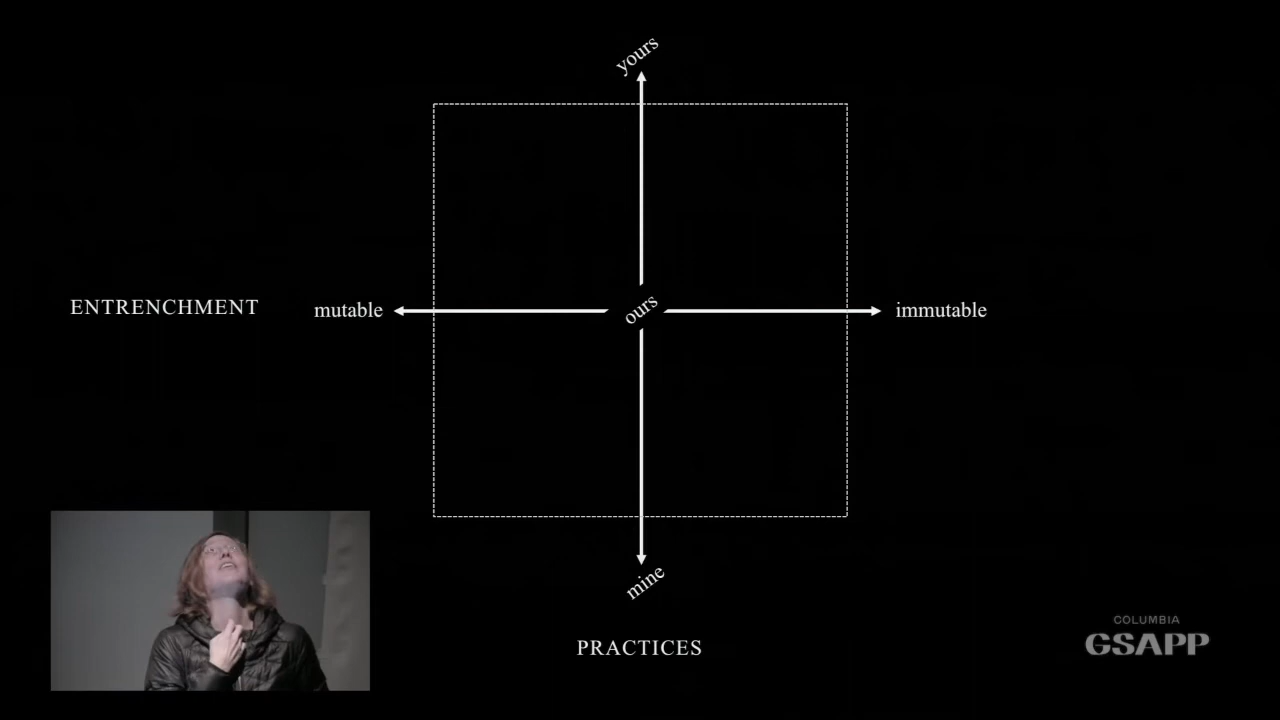 yours
ENTRENCHMENT
mutable
ours
immutable
mine
PRACTICES
COLUMBIA
GSAPP